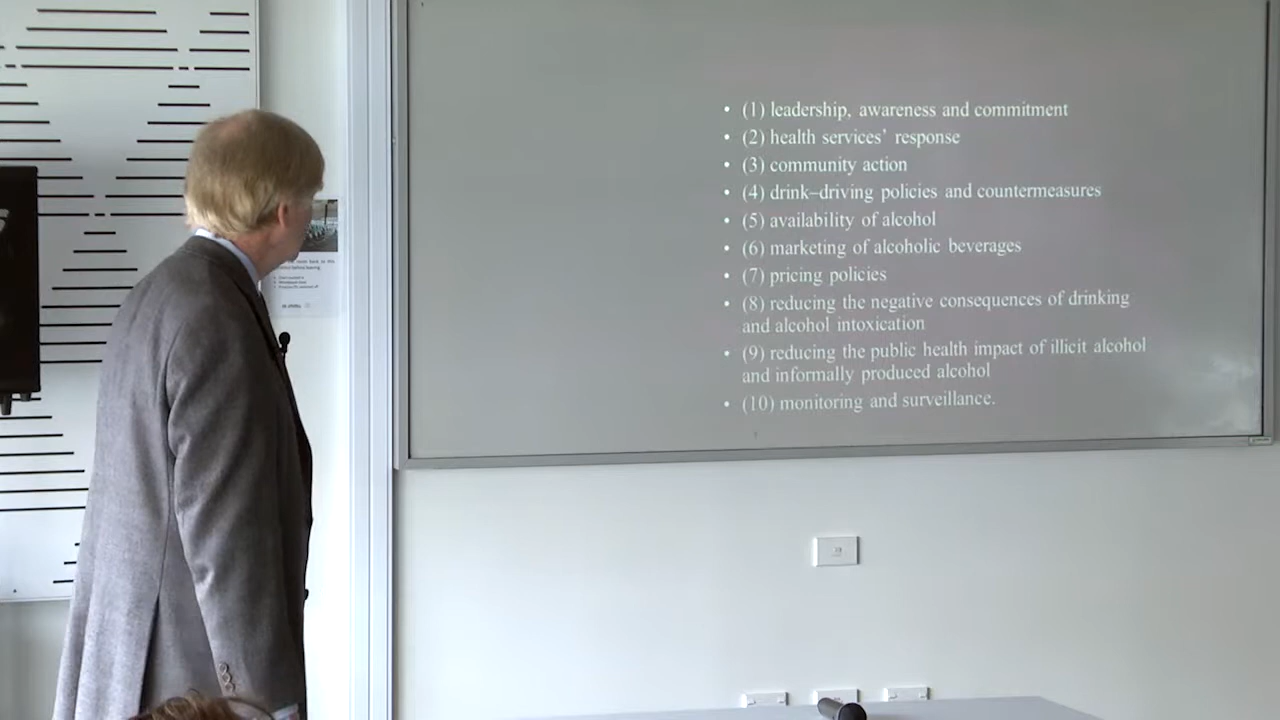 • (1) leadership, awareness and commitment
• (2) health services' response
• (3) community action
• (4) drink–driving policies and countermeasures
• (5) availability of alcohol
• (6) marketing of alcoholic beverages
• (7) pricing policies
• (8) reducing the negative consequences of drinking
and alcohol intoxication
• (9) reducing the public health impact of illicit alcohol
and informally produced alcohol
• (10) monitoring and surveillance.